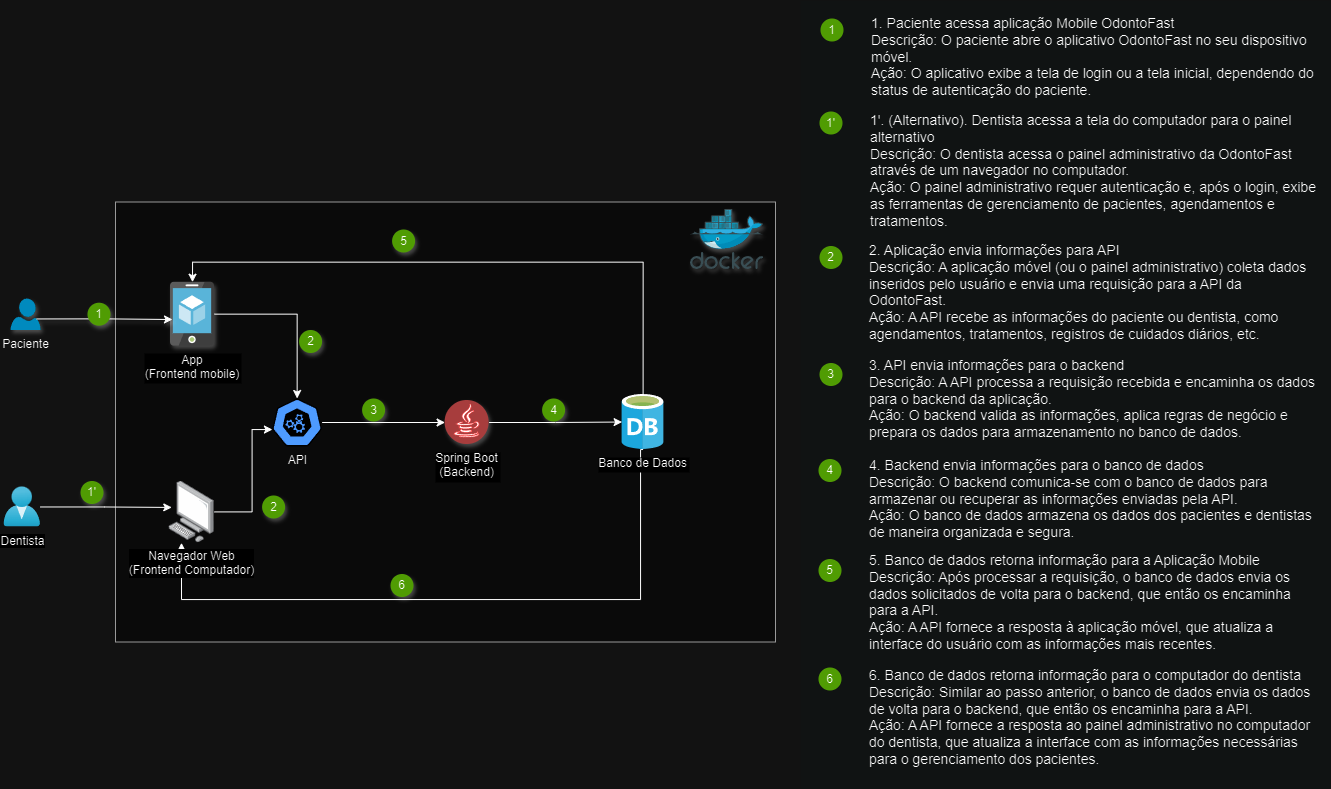 5
docker
Paciente
1
App
(Frontend mobile)
2
API
3
Spring Boot
(Backend)
4
DB
Banco de Dados
Dentista
1'
2
Navegador Web
(Frontend Computador)
6
1
1. Paciente acessa aplicação Mobile OdontoFast
Descrição: O paciente abre o aplicativo OdontoFast no seu dispositivo
móvel.
Ação: O aplicativo exibe a tela de login ou a tela inicial, dependendo do
status de autenticação do paciente.
1'
1'. (Alternativo). Dentista acessa a tela do computador para o painel
alternativo
Descrição: O dentista acessa o painel administrativo da OdontoFast
através de um navegador no computador.
Ação: O painel administrativo requer autenticação e, após o login, exibe
as ferramentas de gerenciamento de pacientes, agendamentos e
tratamentos.
2
2. Aplicação envia informações para API
Descrição: A aplicação móvel (ou o painel administrativo) coleta dados
inseridos pelo usuário e envia uma requisição para a API da
OdontoFast.
Ação: A API recebe as informações do paciente ou dentista, como
agendamentos, tratamentos, registros de cuidados diários, etc.
3
3. API envia informações para o backend
Descrição: A API processa a requisição recebida e encaminha os dados
para o backend da aplicação.
Ação: O backend valida as informações, aplica regras de negócio e
prepara os dados para armazenamento no banco de dados.
4
4. Backend envia informações para o banco de dados
Descrição: O backend comunica-se com o banco de dados para
armazenar ou recuperar as informações enviadas pela API.
Ação: O banco de dados armazena os dados dos pacientes e dentistas
de maneira organizada e segura.
5
5. Banco de dados retorna informação para a Aplicação Mobile
Descrição: Após processar a requisição, o banco de dados envia os
dados solicitados de volta para o backend, que então os encaminha
para a API.
Ação: A API fornece a resposta à aplicação móvel, que atualiza a
interface do usuário com as informações mais recentes.
6
6. Banco de dados retorna informação para o computador do dentista
Descrição: Similar ao passo anterior, o banco de dados envia os dados
de volta para o backend, que então os encaminha para a API.
Ação: A API fornece a resposta ao painel administrativo no computador
do dentista, que atualiza a interface com as informações necessárias
para o gerenciamento dos pacientes.